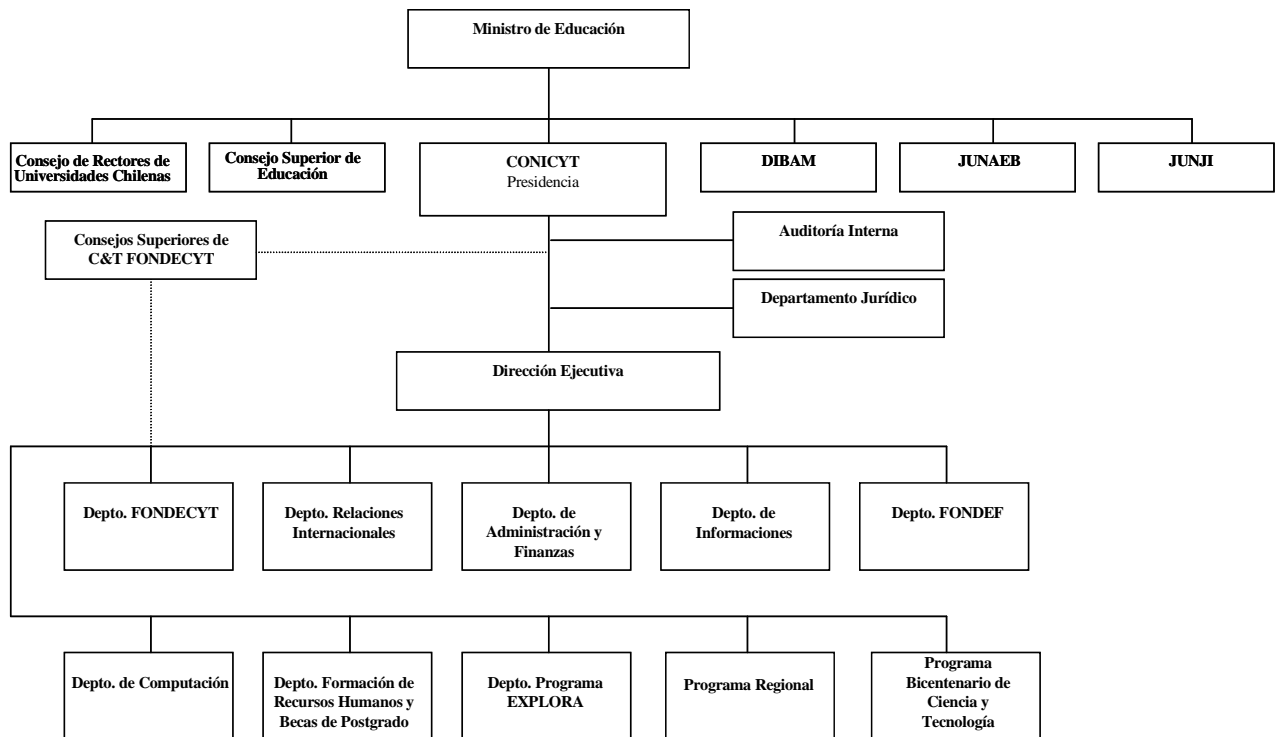 Ministro de Educación
Consejo de Rectores de
Universidades Chilenas
Consejo Superior de
Educación
CONICYT
Presidencia
DIBAM
JUNAEB
JUNJI
Consejos Superiores de
C&T FONDECYT
Auditoría Interna
Departamento Jurídico
Dirección Ejecutiva
Depto. FONDECYT
Depto. Relaciones
Internacionales
Depto. de
Administración y
Finanzas
Depto. de
Informaciones
Depto. FONDEF
Depto. de Computación
Depto. Formación de
Recursos Humanos y
Becas de Postgrado
Depto. Programa
EXPLORA
Programa Regional
Programa
Bicentenario de
Ciencia y
Tecnología